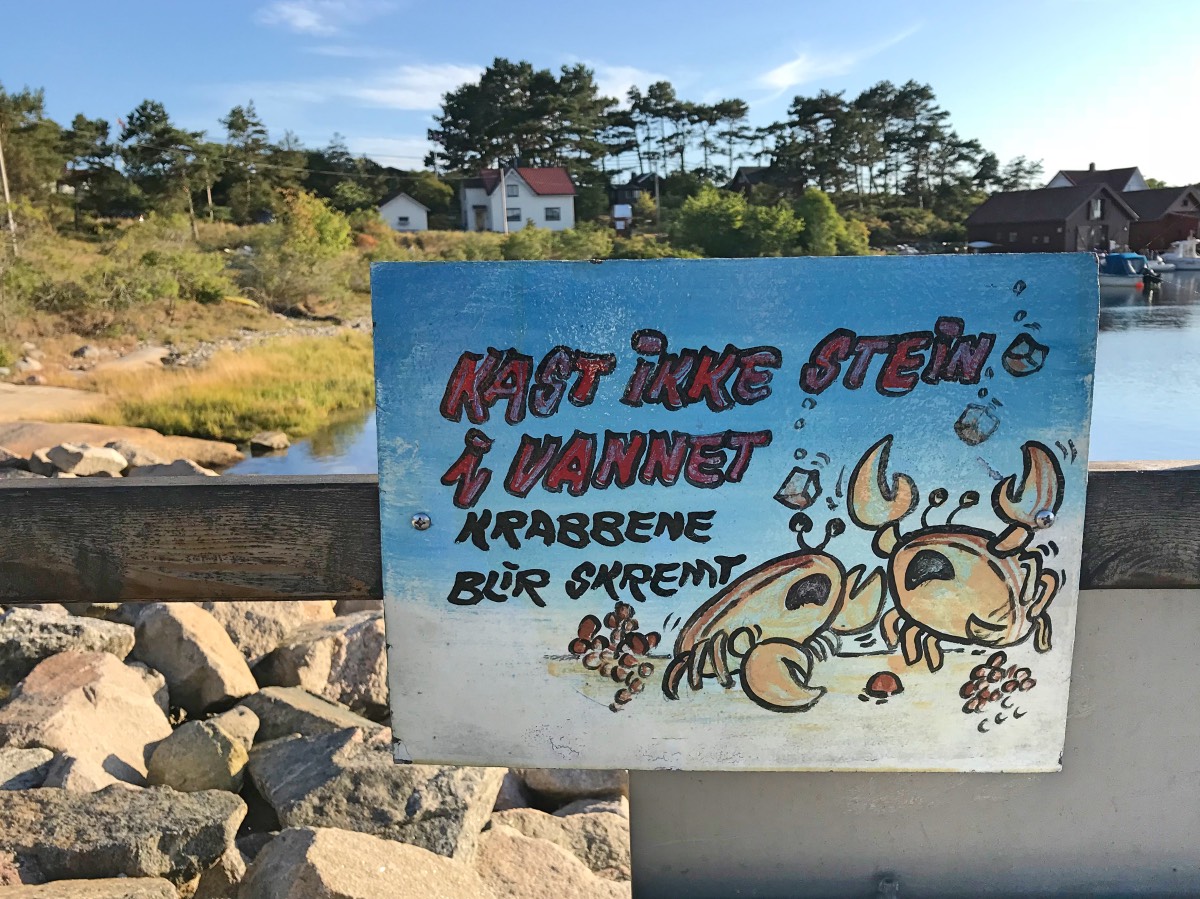 KAST iKKE STEiN
i VANNET
KRABBENE
BLiR SKREMT